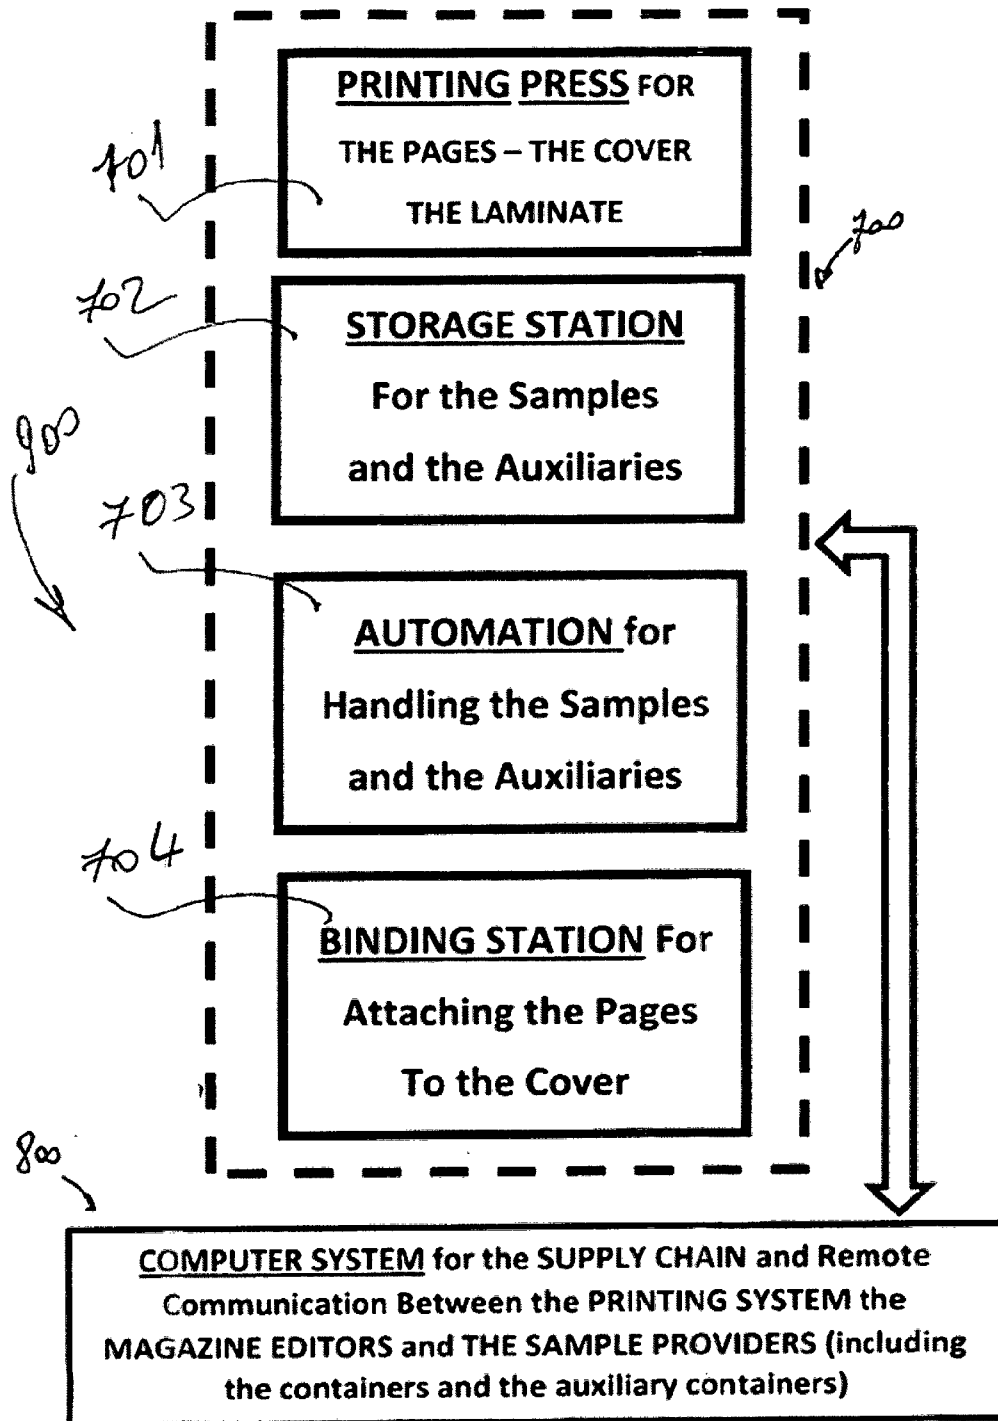 PRINTING PRESS FOR
THE PAGES – THE COVER
THE LAMINATE
701
700
702
STORAGE STATION
For the Samples
and the Auxiliaries
900
703
AUTOMATION for
Handling the Samples
and the Auxiliaries
704
BINDING STATION For
Attaching the Pages
To the Cover
800
COMPUTER SYSTEM for the SUPPLY CHAIN and Remote
Communication Between the PRINTING SYSTEM the
MAGAZINE EDITORS and THE SAMPLE PROVIDERS (including
the containers and the auxiliary containers)